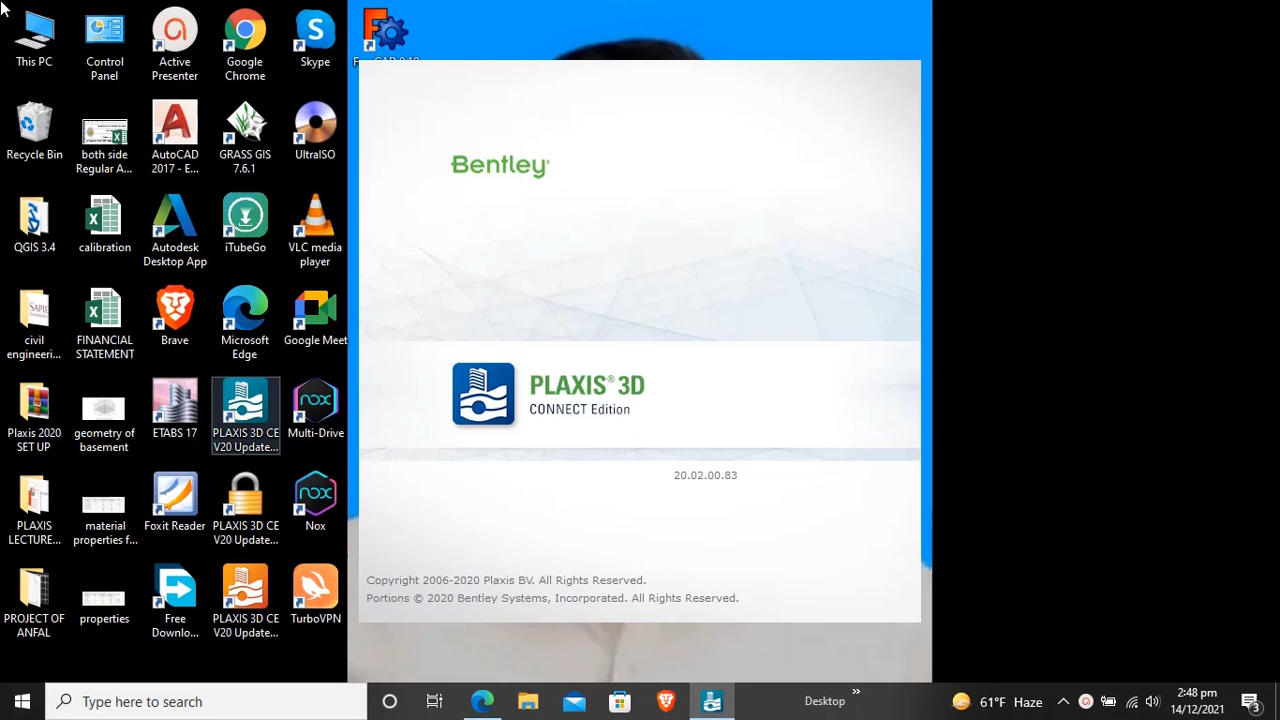 This PC
Control Panel
Active Presenter
Google Chrome
Skype
Recycle Bin
both side Regular A...
AutoCAD 2017 - E...
GRASS GIS 7.6.1
UltraISO
QGIS 3.4
calibration
Autodesk Desktop App
iTubeGo
VLC media player
civil engineeri...
FINANCIAL STATEMENT
Brave
Microsoft Edge
Google Meet
Plaxis 2020 SET UP
geometry of basement
ETABS 17
PLAXIS 3D CE V20 Update...
Multi-Drive
PLAXIS LECTURE...
material properties f...
Foxit Reader
PLAXIS 3D CE V20 Update...
Nox
PROJECT OF ANFAL
properties
Free Downlo...
PLAXIS 3D CE V20 Update...
TurboVPN
Bentley®
PLAXIS® 3D
CONNECT Edition
20.02.00.83
Copyright 2006-2020 Plaxis BV. All Rights Reserved.
Portions © 2020 Bentley Systems, Incorporated. All Rights Reserved.
Type here to search
Desktop
»
61°F Haze
2:48 pm
14/12/2021
3